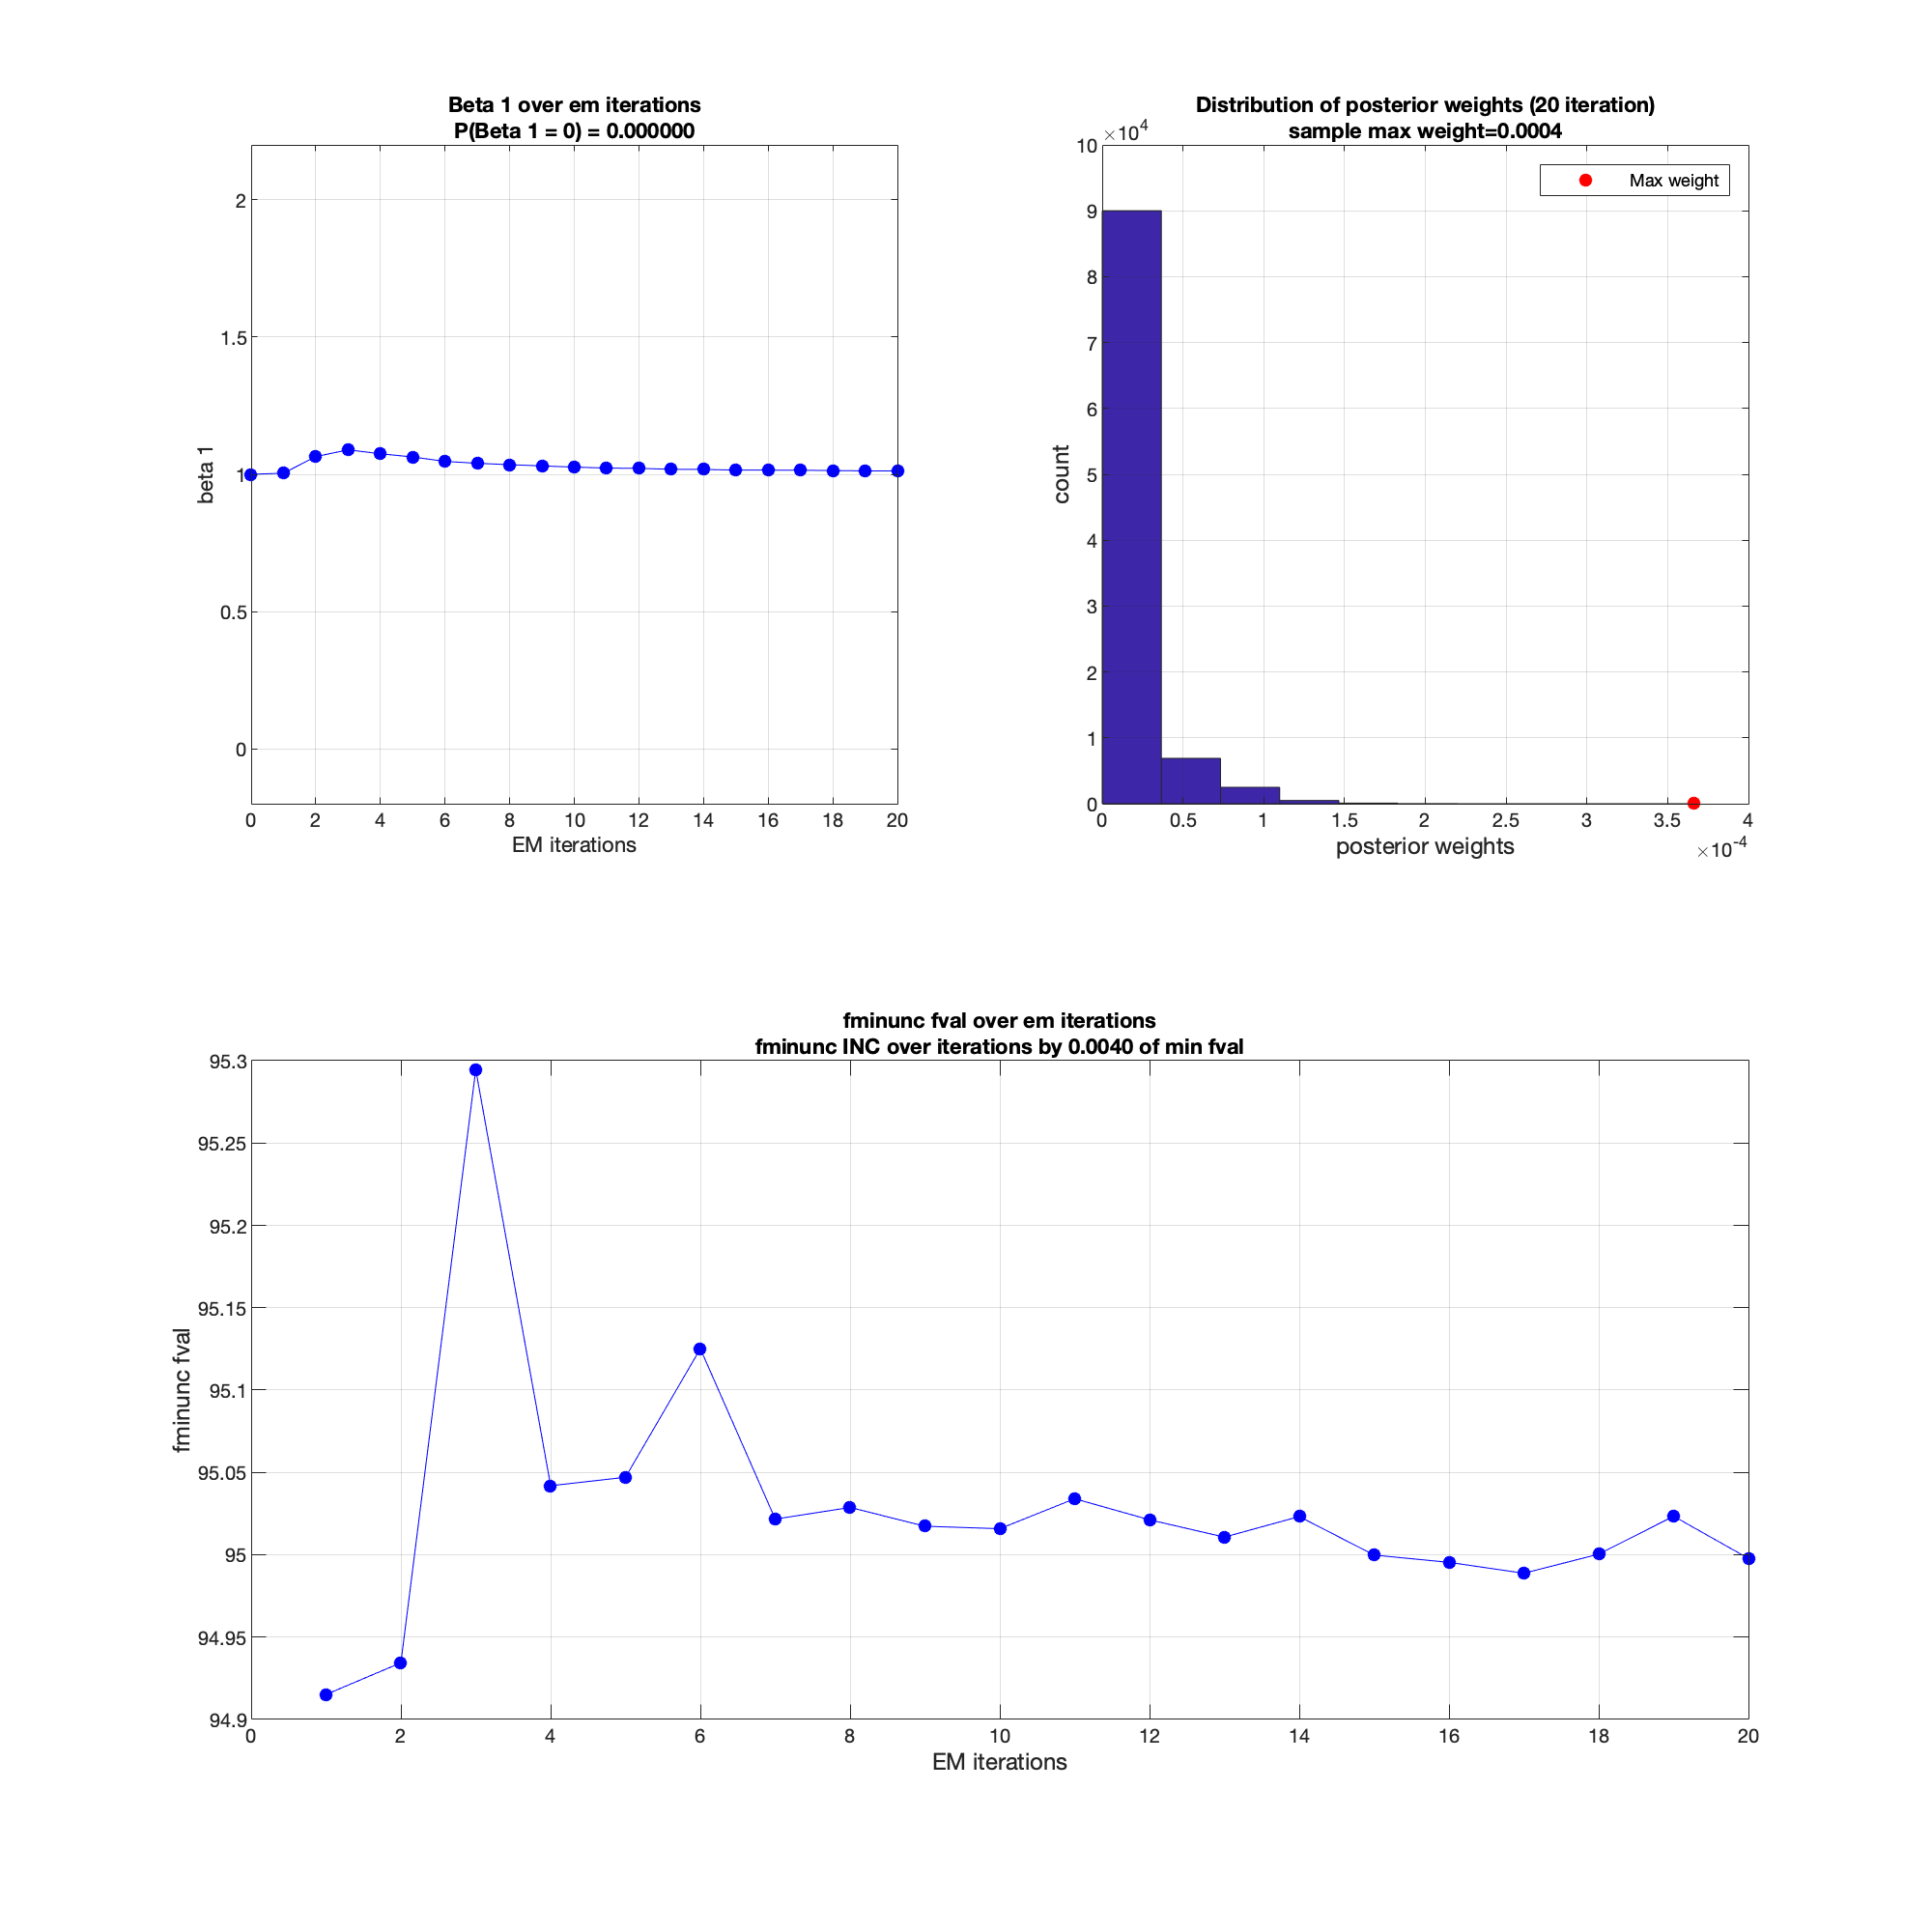 Beta 1 over em iterations
P(Beta 1 = 0) = 0.000000
2
1.5
1
0.5
0
beta 1
0 2 4 6 8 10 12 14 16 18 20
EM iterations
Distribution of posterior weights (20 iteration)
sample max weight=0.0004
×10^4
Max weight
10
9
8
7
6
5
4
3
2
1
0
count
0 0.5 1 1.5 2 2.5 3 3.5 4
posterior weights
×10^-4
fminunc fval over em iterations
fminunc INC over iterations by 0.0040 of min fval
95.3
95.25
95.2
95.15
95.1
95.05
95
94.95
94.9
fminunc fval
0 2 4 6 8 10 12 14 16 18 20
EM iterations